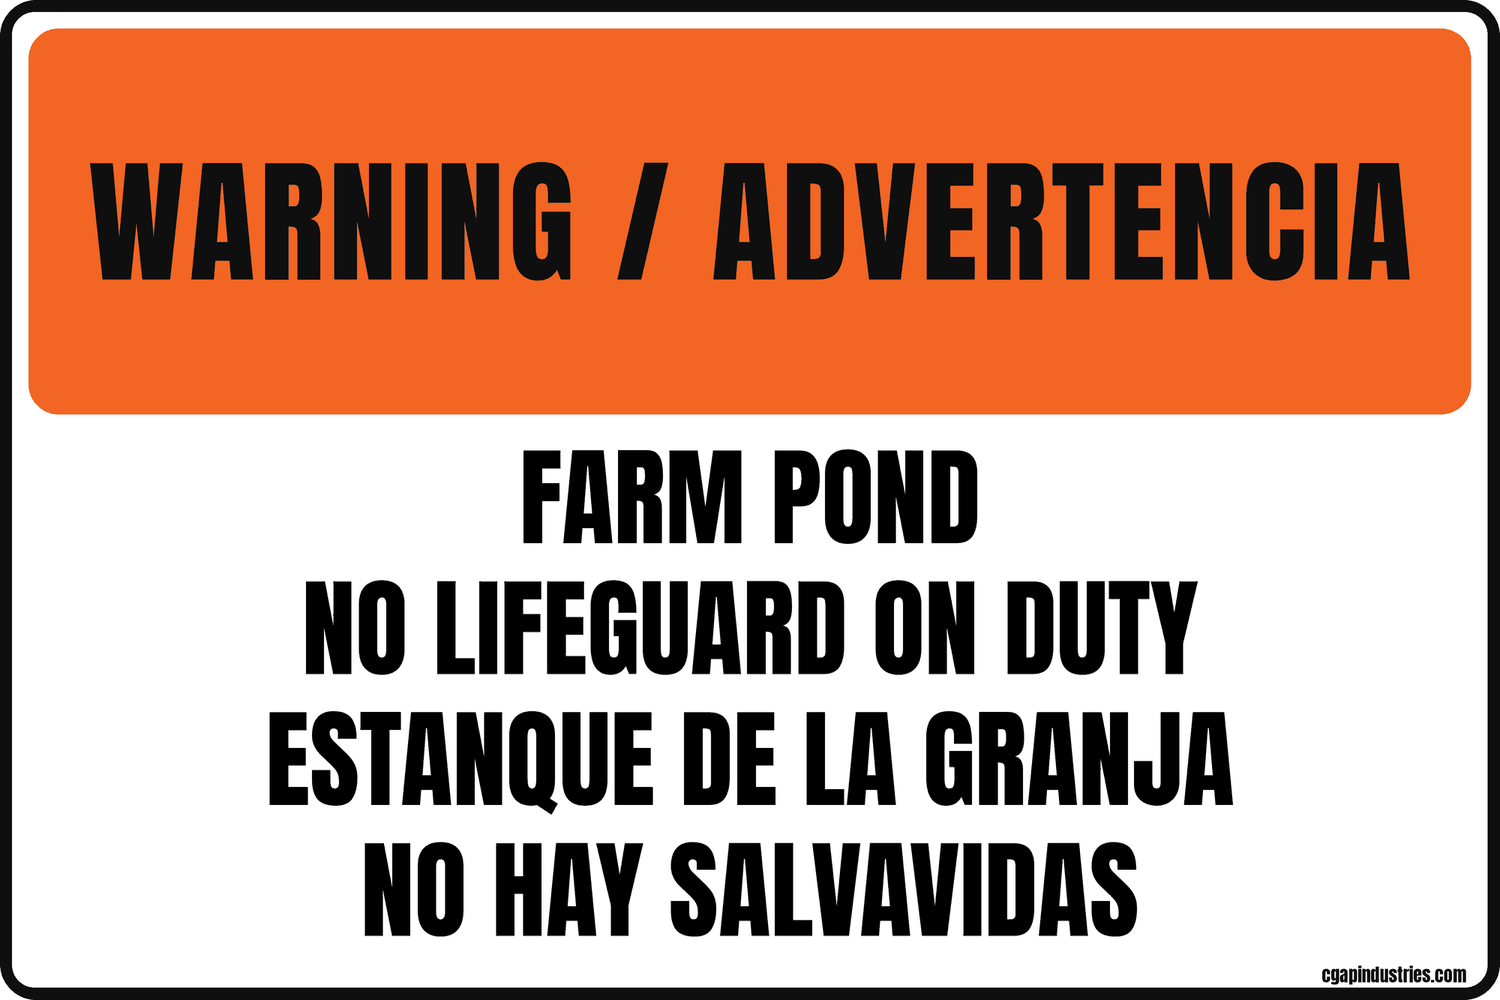 WARNING / ADVERTENCIA
FARM POND
NO LIFEGUARD ON DUTY
ESTANQUE DE LA GRANJA
NO HAY SALVAVIDAS
cgapindustries.com